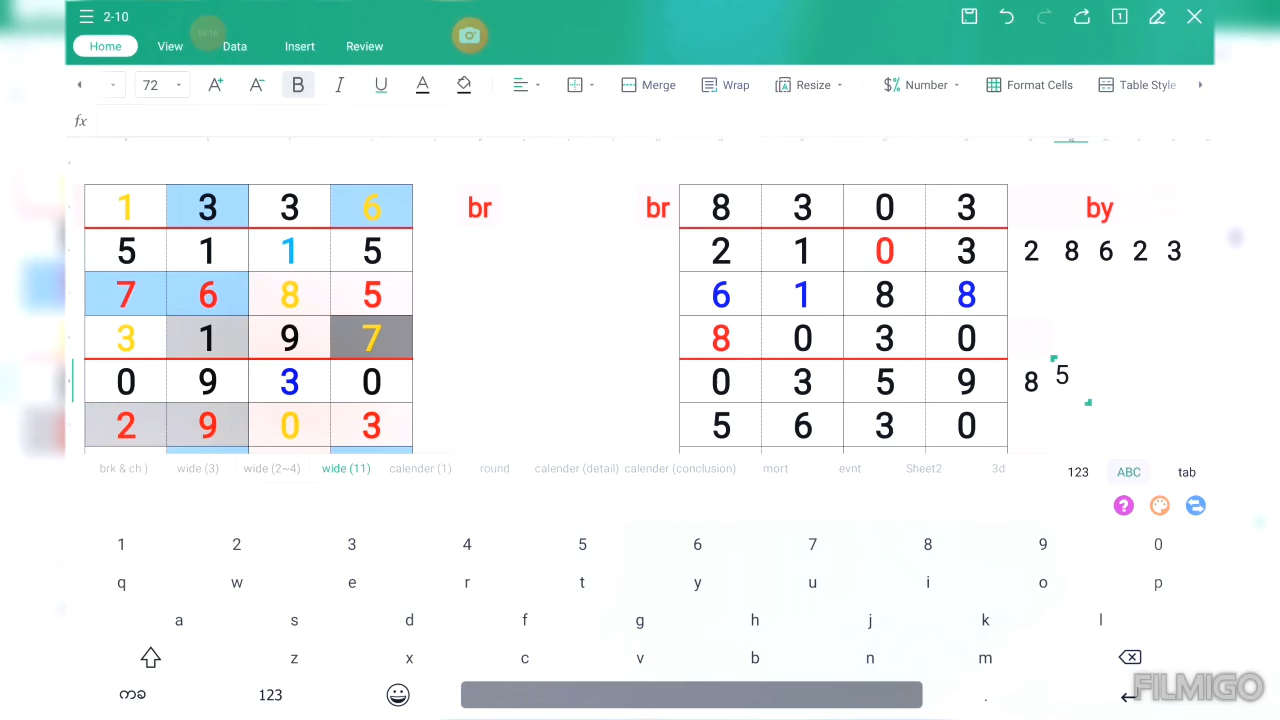 2-10
09:16
1
Home View Data Insert Review
72 A+ A- B I U A Merge Wrap Resize $% Number Format Cells Table Style
fx
1 3 3 6 br br 8 3 0 3 by
5 1 1 5 2 1 0 3 2 8 6 2 3
7 6 8 5 6 1 8 8
3 1 9 7 8 0 3 0
0 9 3 0 0 3 5 9 8 5
2 9 0 3 5 6 3 0
brk & ch ) wide (3) wide (2~4) wide (11) calender (1) round calender (detail) calender (conclusion) mort evnt Sheet2 3d 123 ABC tab
?
1 2 3 4 5 6 7 8 9 0
q w e r t y u i o p
a s d f g h j k l
z x c v b n m
ကခ 123 .
FILMIGO